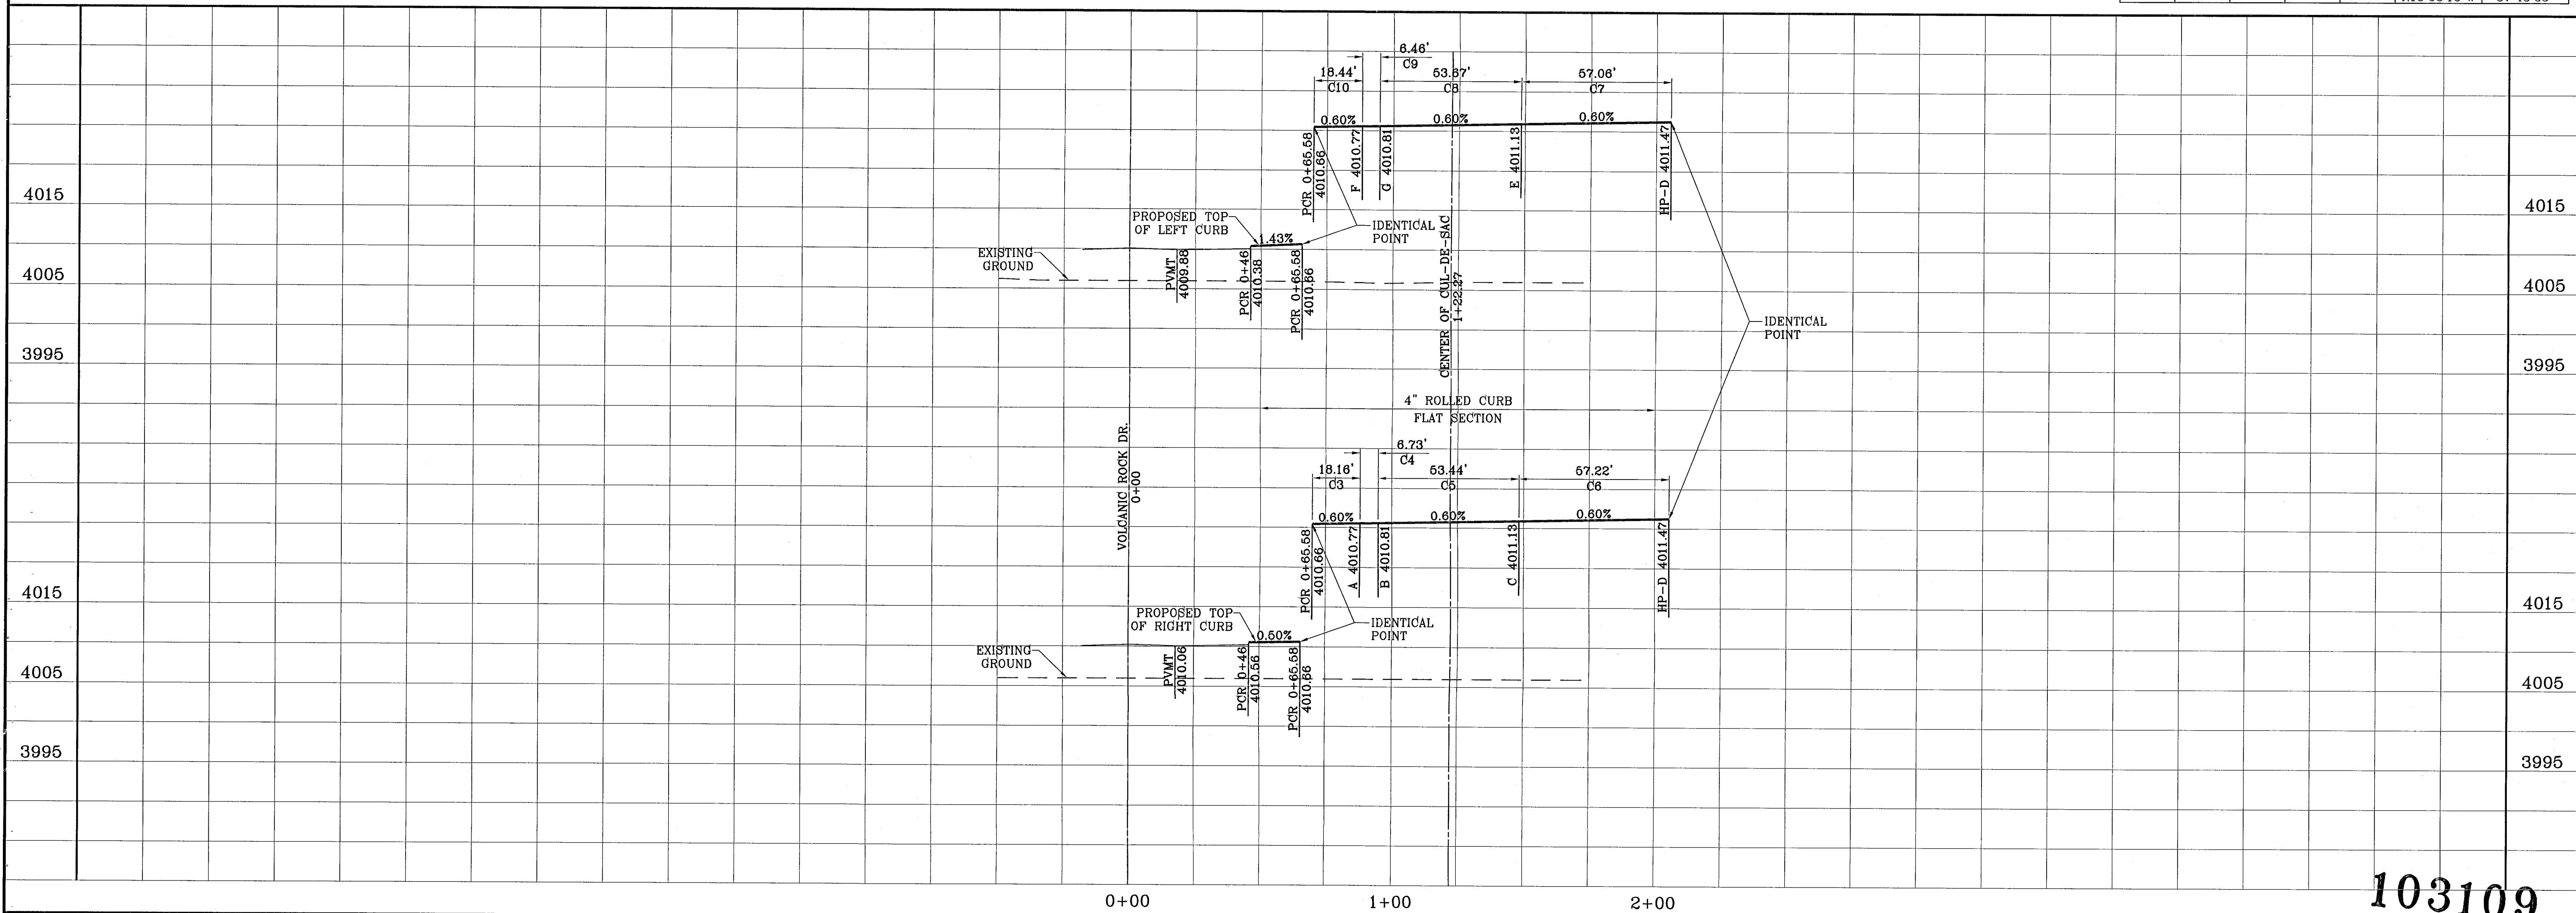 6.46'
C9
18.44'
C10
53.67'
C8
57.06'
C7
0.60%
0.60%
0.60%
PCR 0+65.58
4010.66
F 4010.77
G 4010.81
E 4011.13
HP-D 4011.47
4015
4015
PROPOSED TOP
OF LEFT CURB
1.43%
IDENTICAL
POINT
EXISTING
GROUND
PVMT
4009.88
PCR 0+46
4010.38
PCR 0+65.58
4010.66
CENTER OF CUL-DE-SAC
1+22.27
4005
4005
IDENTICAL
POINT
3995
3995
4" ROLLED CURB
FLAT SECTION
VOLCANIC ROCK DR.
0+00
6.73'
C4
18.16'
C3
53.44'
C5
57.22'
C6
0.60%
0.60%
0.60%
PCR 0+65.58
4010.66
A 4010.77
B 4010.81
C 4011.13
HP-D 4011.47
4015
4015
PROPOSED TOP
OF RIGHT CURB
0.50%
IDENTICAL
POINT
EXISTING
GROUND
PVMT
4010.06
PCR 0+46
4010.56
PCR 0+65.58
4010.66
4005
4005
3995
3995
0+00
1+00
2+00
103109